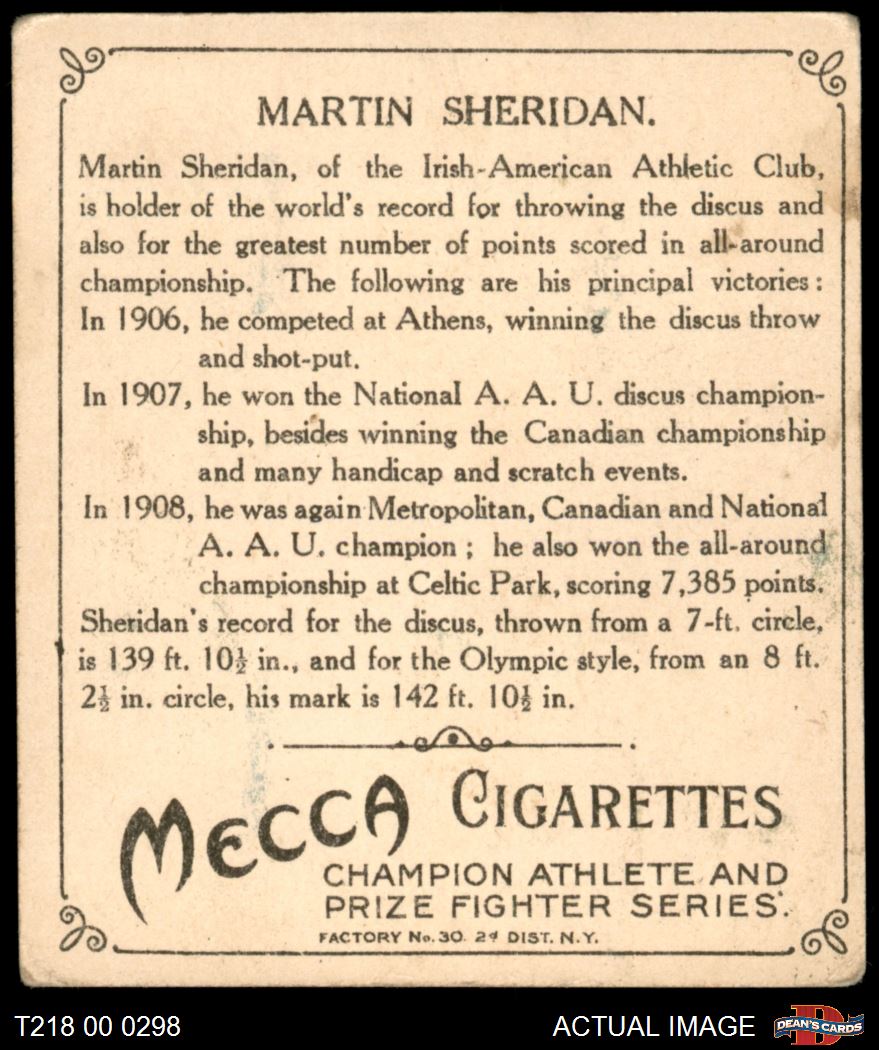 MARTIN SHERIDAN.
Martin Sheridan, of the Irish-American Athletic Club,
is holder of the world's record for throwing the discus and
also for the greatest number of points scored in all-around
championship. The following are his principal victories:
In 1906, he competed at Athens, winning the discus throw
and shot-put.
In 1907, he won the National A. A. U. discus champion-
ship, besides winning the Canadian championship
and many handicap and scratch events.
In 1908, he was again Metropolitan, Canadian and National
A. A. U. champion; he also won the all-around
championship at Celtic Park, scoring 7,385 points.
Sheridan's record for the discus, thrown from a 7-ft. circle,
is 139 ft. 10½ in., and for the Olympic style, from an 8 ft.
2½ in. circle, his mark is 142 ft. 10½ in.
MECCA CIGARETTES
CHAMPION ATHLETE AND
PRIZE FIGHTER SERIES.
FACTORY No. 30. 2d DIST. N.Y.
T218 00 0298 ACTUAL IMAGE DEAN'S CARDS